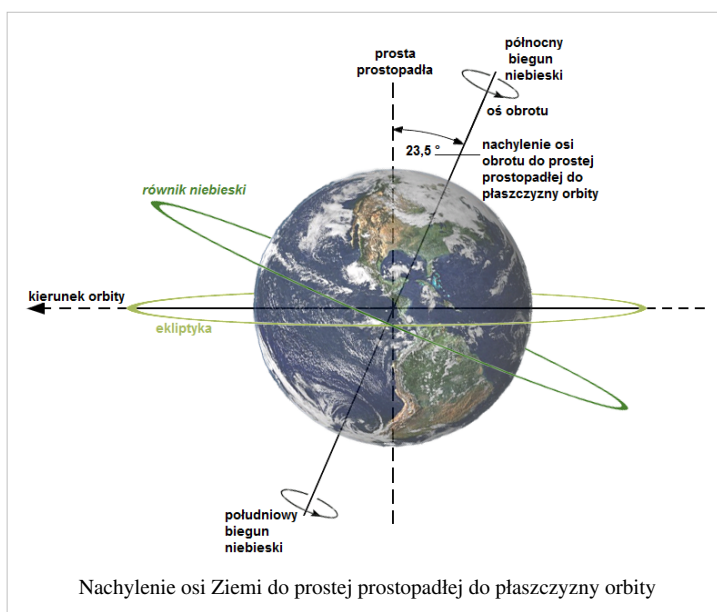 prosta
prostopadła
północny
biegun
niebieski
oś obrotu
23,5 °
nachylenie osi
obrotu do prostej
prostopadłej do
płaszczyzny orbity
równik niebieski
kierunek orbity
ekliptyka
południowy
biegun
niebieski
Nachylenie osi Ziemi do prostej prostopadłej do płaszczyzny orbity